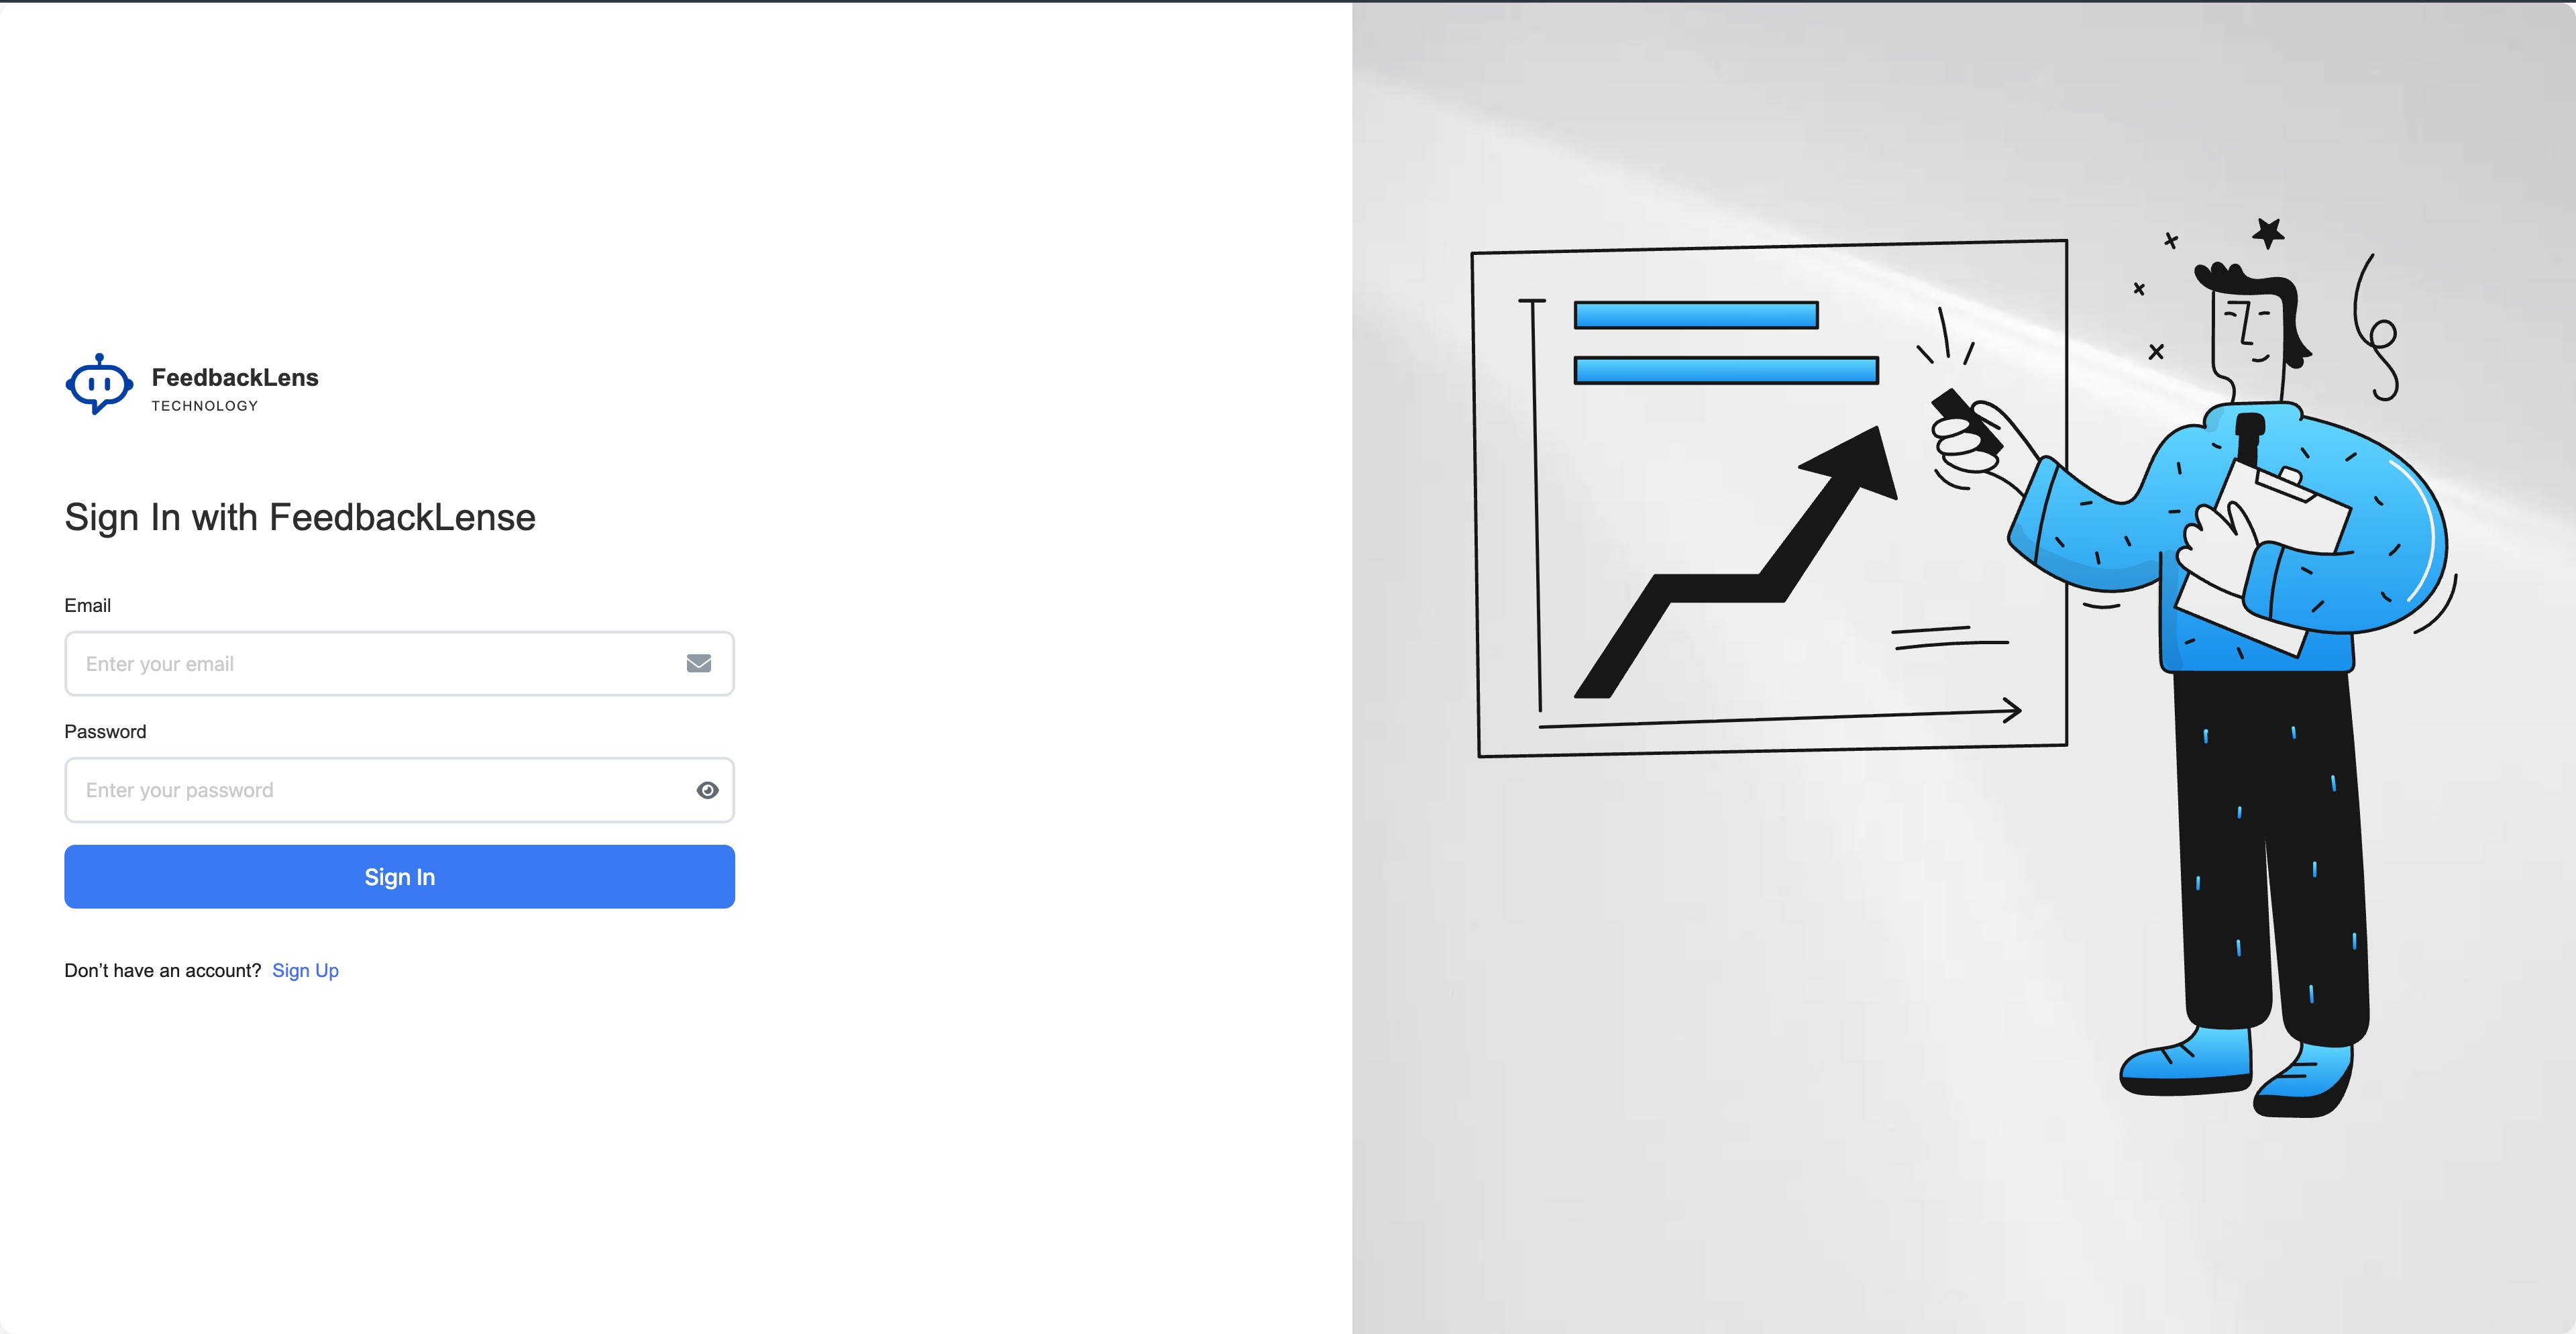 FeedbackLens
TECHNOLOGY
Sign In with FeedbackLense
Email
Enter your email
Password
Enter your password
Sign In
Don't have an account? Sign Up